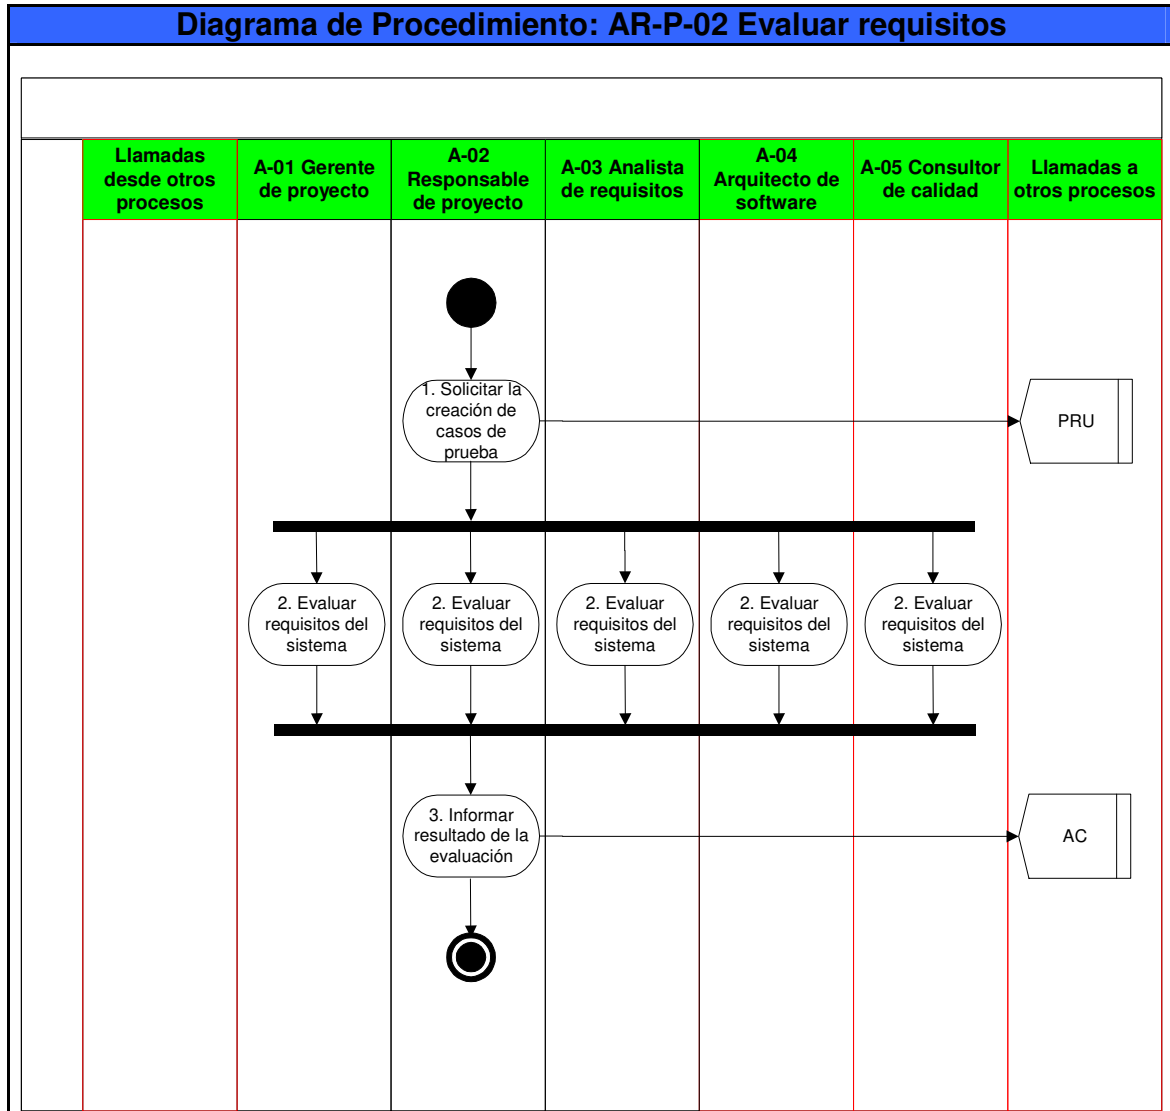 Diagrama de Procedimiento: AR-P-02 Evaluar requisitos
Llamadas
desde otros
procesos
A-01 Gerente
de proyecto
A-02
Responsable
de proyecto
A-03 Analista
de requisitos
A-04
Arquitecto de
software
A-05 Consultor
de calidad
Llamadas a
otros procesos
1. Solicitar la
creación de
casos de
prueba
PRU
2. Evaluar
requisitos del
sistema
2. Evaluar
requisitos del
sistema
2. Evaluar
requisitos del
sistema
2. Evaluar
requisitos del
sistema
2. Evaluar
requisitos del
sistema
3. Informar
resultado de la
evaluación
AC